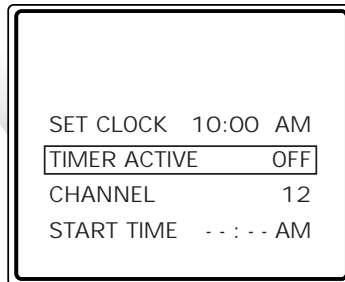 SET CLOCK 10:00 AM
TIMER ACTIVE OFF
CHANNEL 12
START TIME - - : - - AM